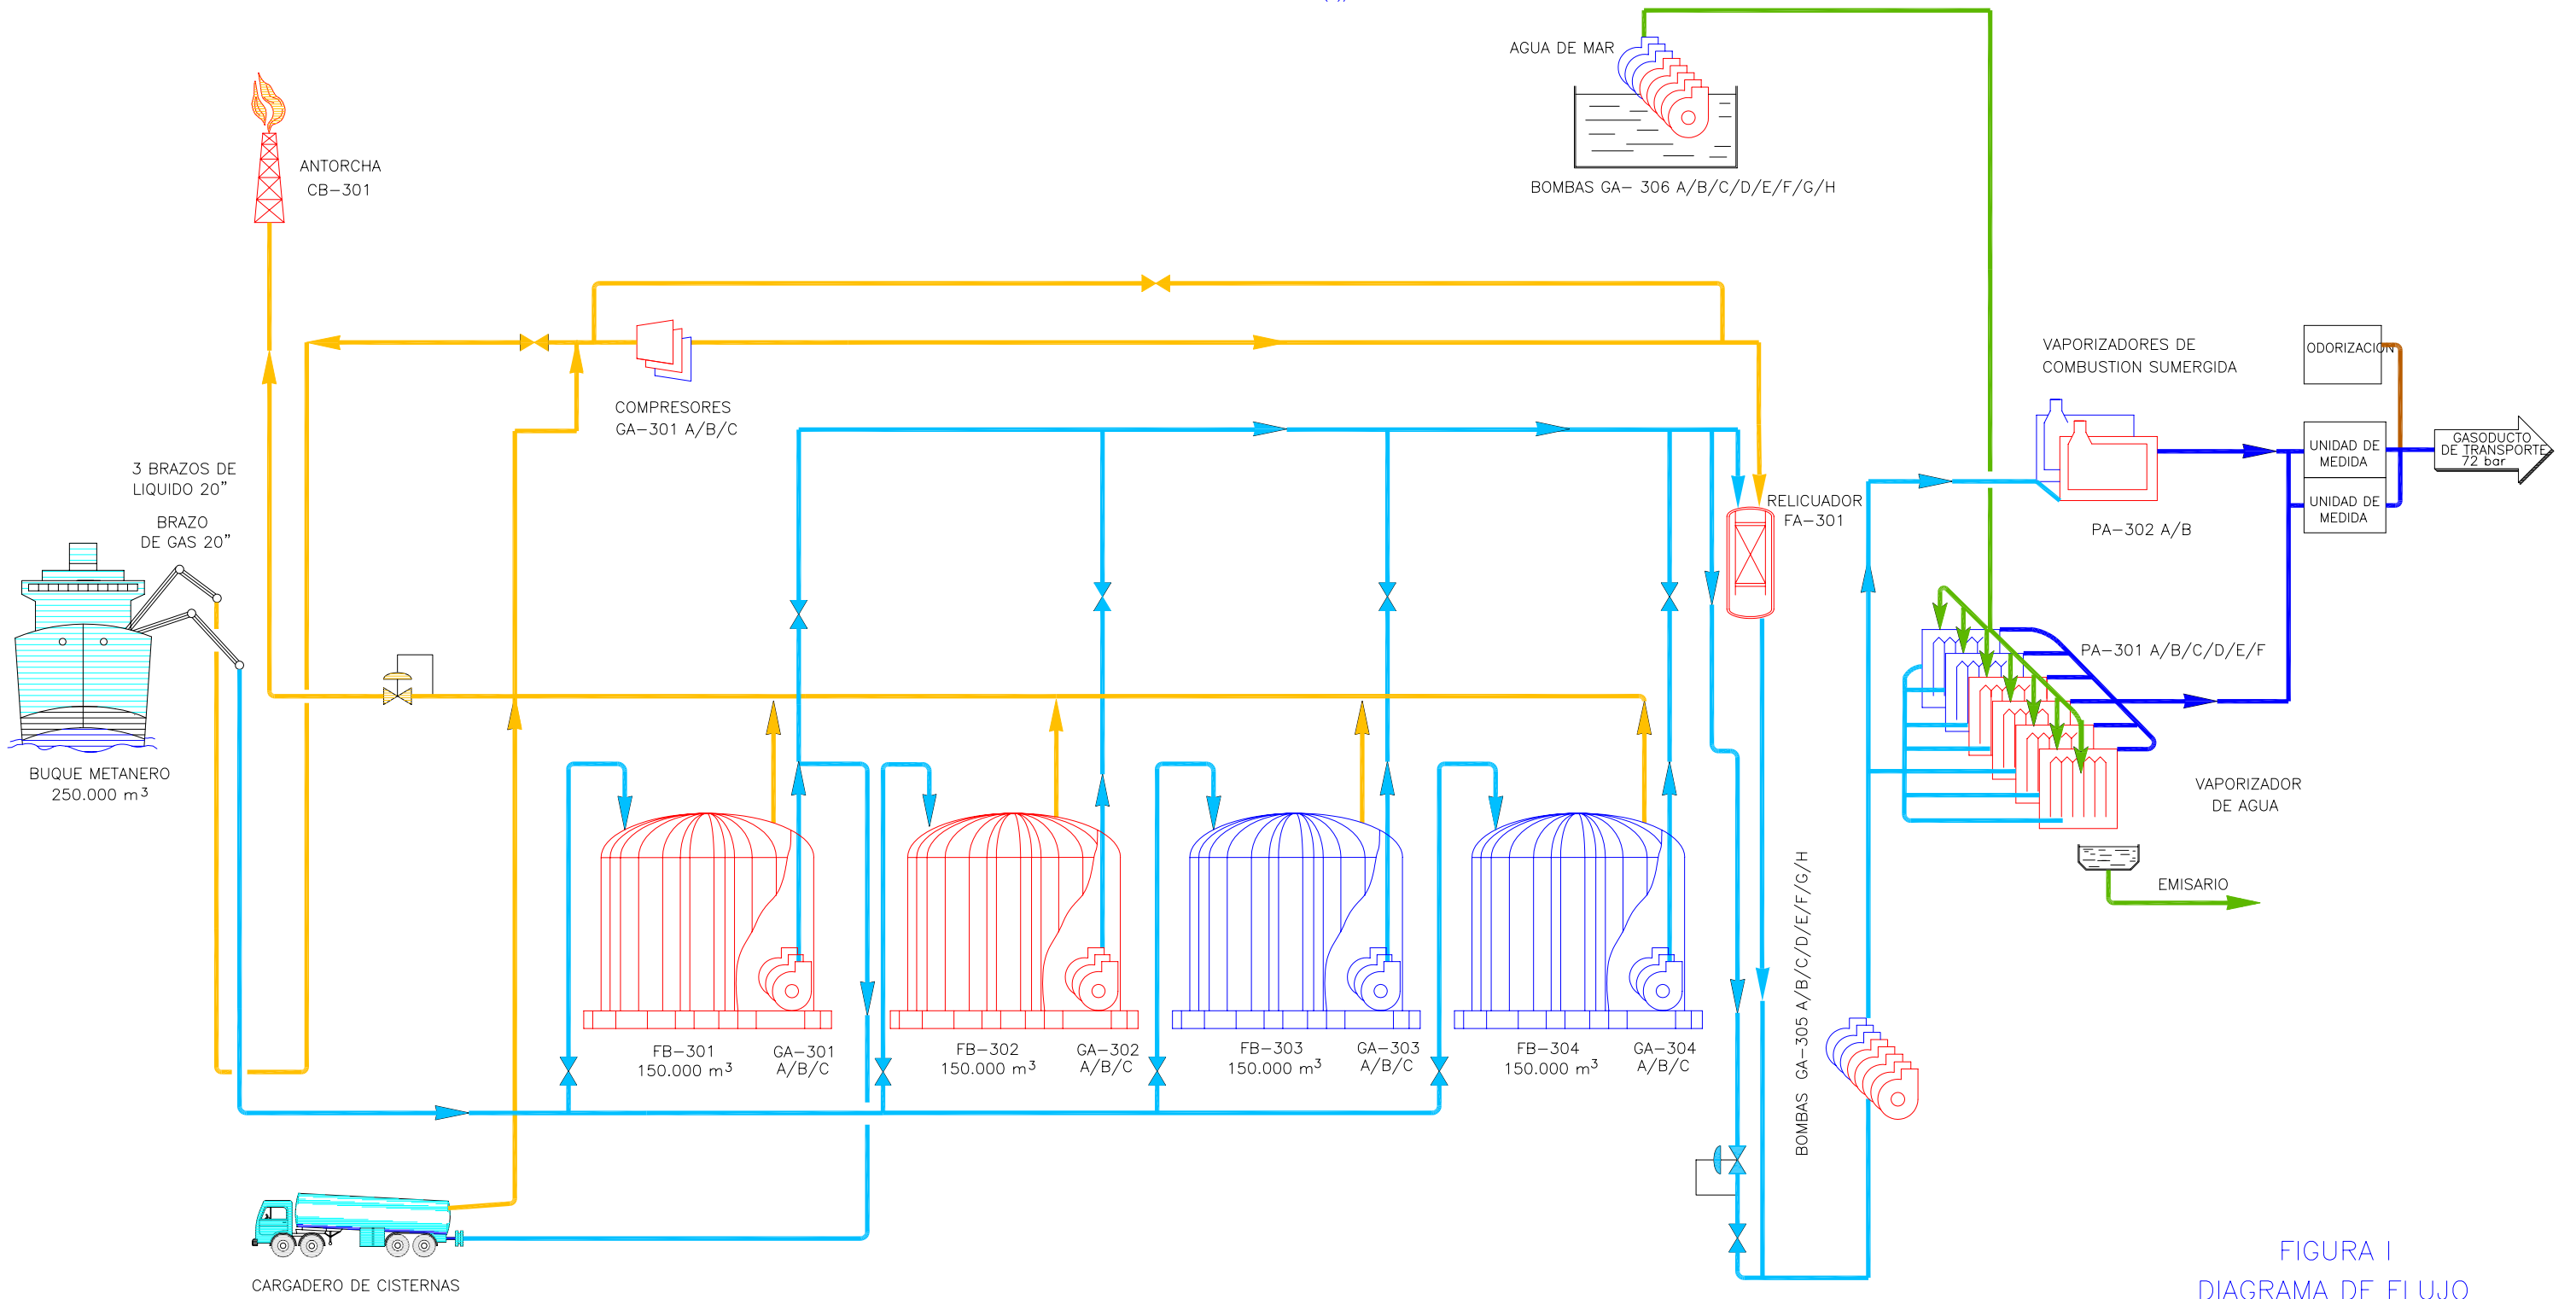 AGUA DE MAR
BOMBAS GA- 306 A/B/C/D/E/F/G/H
ANTORCHA
CB-301
COMPRESORES
GA-301 A/B/C
3 BRAZOS DE
LIQUIDO 20"
BRAZO
DE GAS 20"
BUQUE METANERO
250.000 m³
RELICUADOR
FA-301
VAPORIZADORES DE
COMBUSTION SUMERGIDA
PA-302 A/B
ODORIZACIÓN
UNIDAD DE
MEDIDA
UNIDAD DE
MEDIDA
GASODUCTO
DE TRANSPORTE
72 bar
PA-301 A/B/C/D/E/F
VAPORIZADOR
DE AGUA
EMISARIO
BOMBAS GA-305 A/B/C/D/E/F/G/H
FB-301
150.000 m³
GA-301
A/B/C
FB-302
150.000 m³
GA-302
A/B/C
FB-303
150.000 m³
GA-303
A/B/C
FB-304
150.000 m³
GA-304
A/B/C
CARGADERO DE CISTERNAS
FIGURA I
DIAGRAMA DE FLUJO